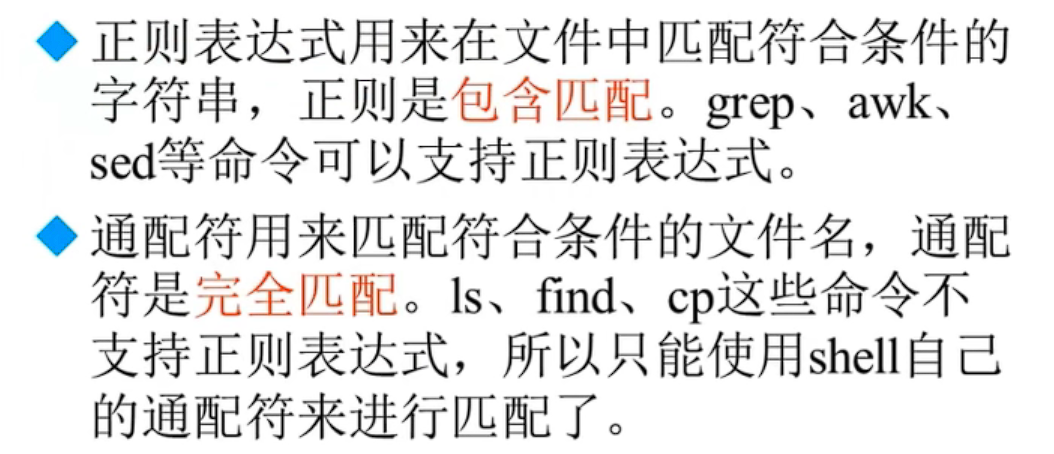 正则表达式用来在文件中匹配符合条件的
字符串，正则是包含匹配。grep、awk、
sed等命令可以支持正则表达式。
通配符用来匹配符合条件的文件名，通配
符是完全匹配。ls、find、cp这些命令不
支持正则表达式，所以只能使用shell自己
的通配符来进行匹配了。